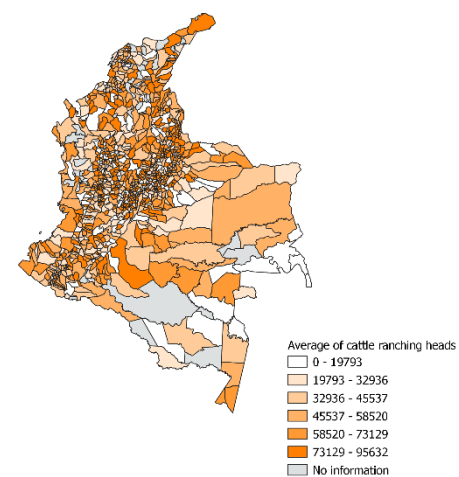 Average of cattle ranching heads
0 - 19793
19793 - 32936
32936 - 45537
45537 - 58520
58520 - 73129
73129 - 95632
No information